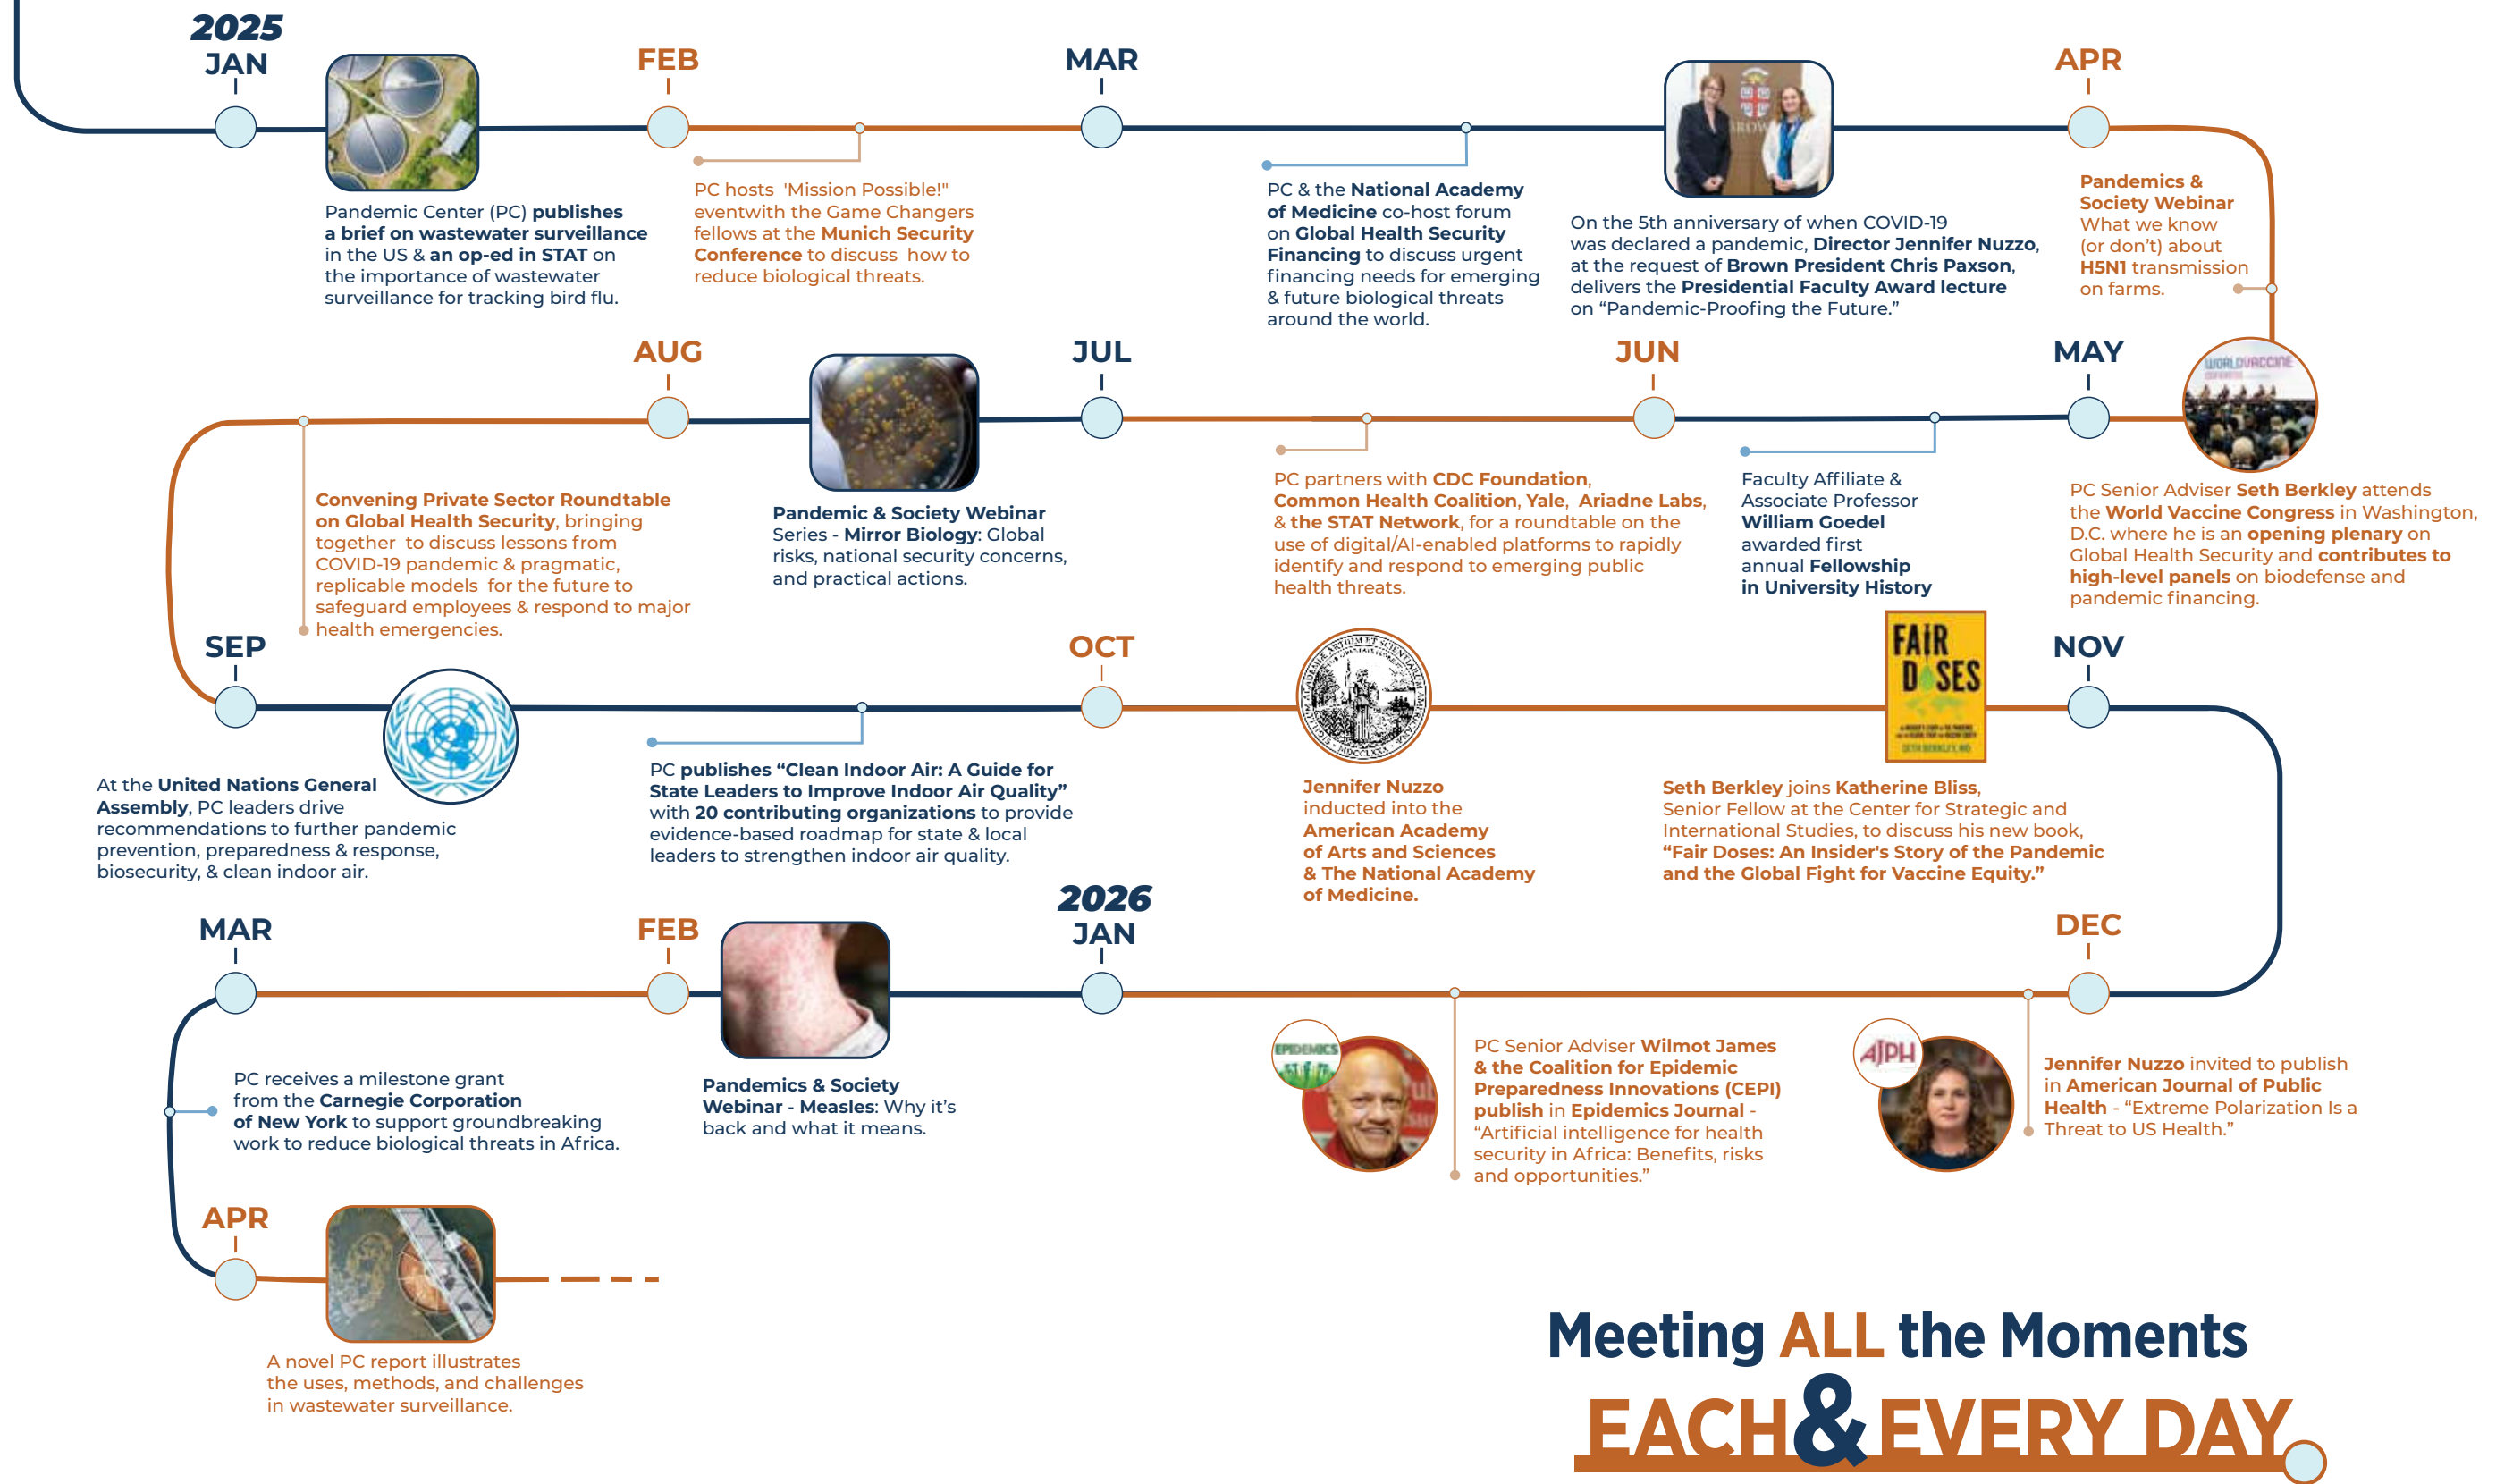 2025
JAN
FEB
MAR
APR
Pandemic Center (PC) publishes
a brief on wastewater surveillance
in the US & an op-ed in STAT on
the importance of wastewater
surveillance for tracking bird flu.
PC hosts 'Mission Possible!"
eventwith the Game Changers
fellows at the Munich Security
Conference to discuss how to
reduce biological threats.
PC & the National Academy
of Medicine co-host forum
on Global Health Security
Financing to discuss urgent
financing needs for emerging
& future biological threats
around the world.
BROWN
On the 5th anniversary of when COVID-19
was declared a pandemic, Director Jennifer Nuzzo,
at the request of Brown President Chris Paxson,
delivers the Presidential Faculty Award lecture
on “Pandemic-Proofing the Future.”
Pandemics &
Society Webinar
What we know
(or don’t) about
H5N1 transmission
on farms.
MAY
WORLD VACCINE
PC Senior Adviser Seth Berkley attends
the World Vaccine Congress in Washington,
D.C. where he is an opening plenary on
Global Health Security and contributes to
high-level panels on biodefense and
pandemic financing.
JUN
Faculty Affiliate &
Associate Professor
William Goedel
awarded first
annual Fellowship
in University History
JUL
PC partners with CDC Foundation,
Common Health Coalition, Yale, Ariadne Labs,
& the STAT Network, for a roundtable on the
use of digital/AI-enabled platforms to rapidly
identify and respond to emerging public
health threats.
AUG
Pandemic & Society Webinar
Series - Mirror Biology: Global
risks, national security concerns,
and practical actions.
Convening Private Sector Roundtable
on Global Health Security, bringing
together to discuss lessons from
COVID-19 pandemic & pragmatic,
replicable models for the future to
safeguard employees & respond to major
health emergencies.
SEP
At the United Nations General
Assembly, PC leaders drive
recommendations to further pandemic
prevention, preparedness & response,
biosecurity, & clean indoor air.
PC publishes “Clean Indoor Air: A Guide for
State Leaders to Improve Indoor Air Quality”
with 20 contributing organizations to provide
evidence-based roadmap for state & local
leaders to strengthen indoor air quality.
OCT
Jennifer Nuzzo
inducted into the
American Academy
of Arts and Sciences
& The National Academy
of Medicine.
FAIR
DOSES
SETH BERKLEY, MD
Seth Berkley joins Katherine Bliss,
Senior Fellow at the Center for Strategic and
International Studies, to discuss his new book,
“Fair Doses: An Insider's Story of the Pandemic
and the Global Fight for Vaccine Equity.”
NOV
DEC
AJPH
Jennifer Nuzzo invited to publish
in American Journal of Public
Health - “Extreme Polarization Is a
Threat to US Health.”
EPIDEMICS
PC Senior Adviser Wilmot James
& the Coalition for Epidemic
Preparedness Innovations (CEPI)
publish in Epidemics Journal -
“Artificial intelligence for health
security in Africa: Benefits, risks
and opportunities.”
2026
JAN
Pandemics & Society
Webinar - Measles: Why it’s
back and what it means.
FEB
MAR
PC receives a milestone grant
from the Carnegie Corporation
of New York to support groundbreaking
work to reduce biological threats in Africa.
APR
A novel PC report illustrates
the uses, methods, and challenges
in wastewater surveillance.
Meeting ALL the Moments
EACH & EVERY DAY